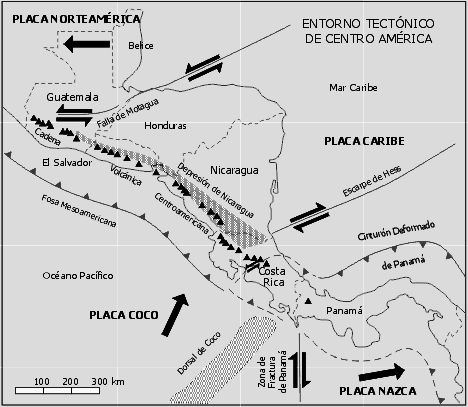 PLACA NORTEAMÉRICA
ENTORNO TECTÓNICO
DE CENTRO AMÉRICA
Belice
Mar Caribe
Guatemala
Falla de Motagua
Honduras
PLACA CARIBE
Cadena
El Salvador
Volcánica
Depresión de Nicaragua
Nicaragua
Escarpe de Hess
Fosa Mesoamericana
Centroamericana
Cinturón Deformado
de Panamá
Océano Pacífico
Costa
Rica
Panamá
PLACA COCO
Dorsal de Coco
Zona de
Fractura
de Panamá
PLACA NAZCA
100 200 300 km